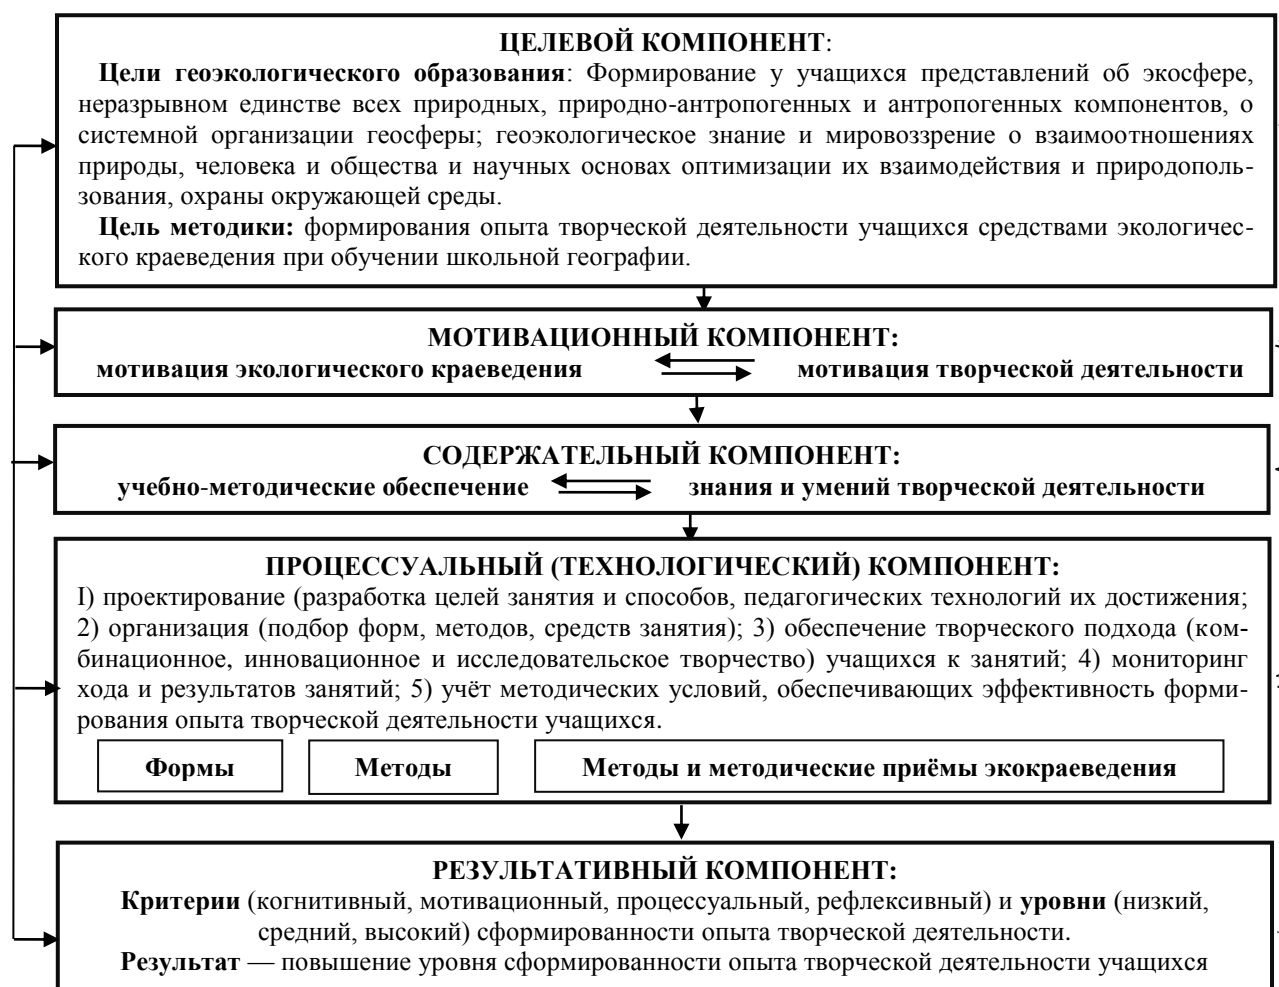 ЦЕЛЕВОЙ КОМПОНЕНТ:
Цели геоэкологического образования: Формирование у учащихся представлений об экосфере,
неразрывном единстве всех природных, природно-антропогенных и антропогенных компонентов, о
системной организации геосферы; геоэкологическое знание и мировоззрение о взаимоотношениях
природы, человека и общества и научных основах оптимизации их взаимодействия и природополь-
зования, охраны окружающей среды.
Цель методики: формирования опыта творческой деятельности учащихся средствами экологичес-
кого краеведения при обучении школьной географии.
МОТИВАЦИОННЫЙ КОМПОНЕНТ:
мотивация экологического краеведения мотивация творческой деятельности
СОДЕРЖАТЕЛЬНЫЙ КОМПОНЕНТ:
учебно-методические обеспечение знания и умений творческой деятельности
ПРОЦЕССУАЛЬНЫЙ (ТЕХНОЛОГИЧЕСКИЙ) КОМПОНЕНТ:
I) проектирование (разработка целей занятия и способов, педагогических технологий их достижения;
2) организация (подбор форм, методов, средств занятия); 3) обеспечение творческого подхода (ком-
бинационное, инновационное и исследовательское творчество) учащихся к занятий; 4) мониторинг
хода и результатов занятий; 5) учёт методических условий, обеспечивающих эффективность форми-
рования опыта творческой деятельности учащихся.
Формы Методы Методы и методические приёмы экокраеведения
РЕЗУЛЬТАТИВНЫЙ КОМПОНЕНТ:
Критерии (когнитивный, мотивационный, процессуальный, рефлексивный) и уровни (низкий,
средний, высокий) сформированности опыта творческой деятельности.
Результат — повышение уровня сформированности опыта творческой деятельности учащихся